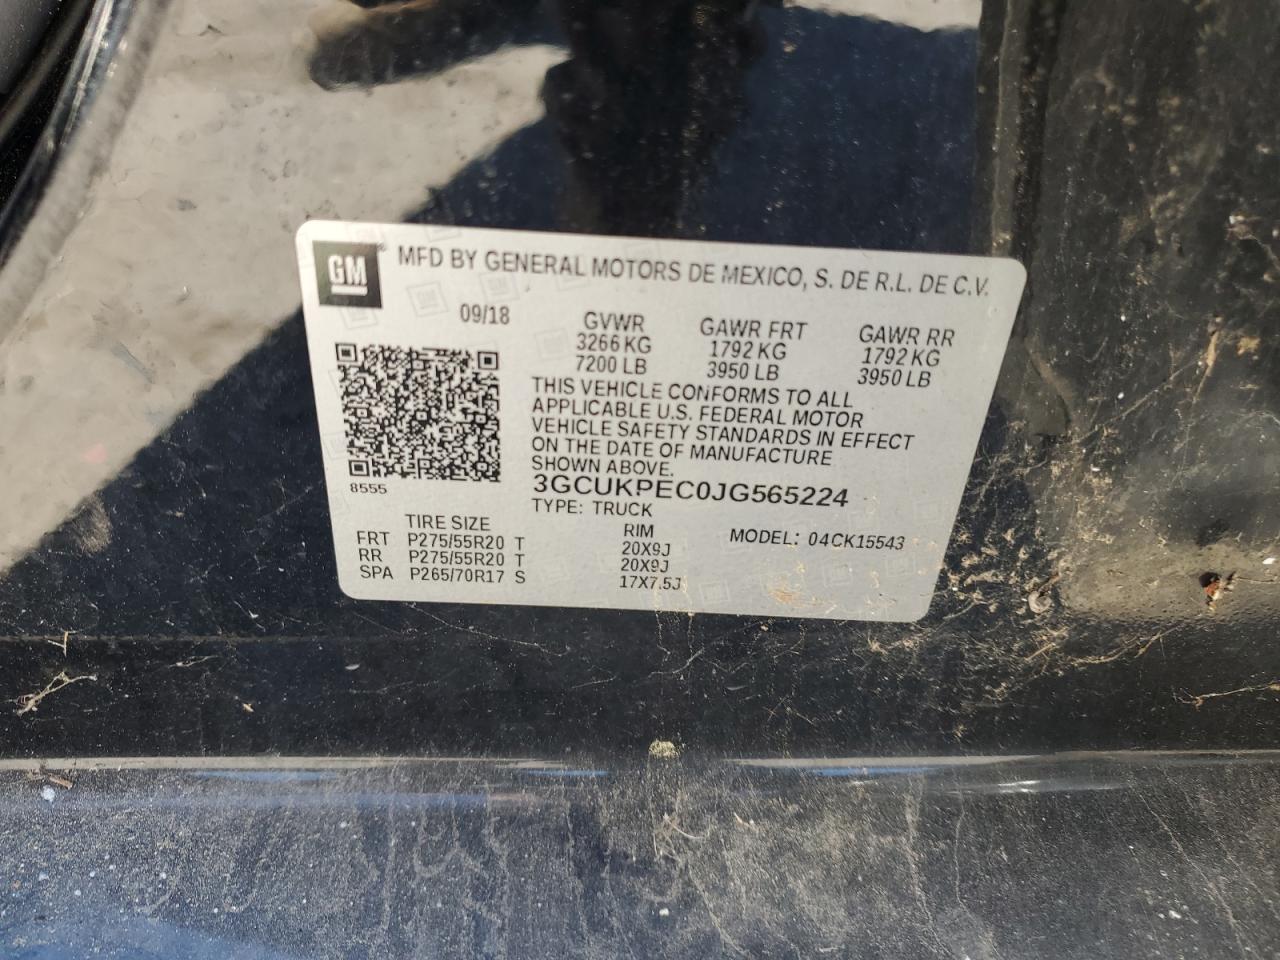 GM
MFD BY GENERAL MOTORS DE MEXICO, S. DE R.L. DE C.V.
09/18 GVWR GAWR FRT GAWR RR
3266 KG 1792 KG 1792 KG
7200 LB 3950 LB 3950 LB
THIS VEHICLE CONFORMS TO ALL
APPLICABLE U.S. FEDERAL MOTOR
VEHICLE SAFETY STANDARDS IN EFFECT
ON THE DATE OF MANUFACTURE
SHOWN ABOVE.
8555
3GCUKPEC0JG565224
TYPE: TRUCK
TIRE SIZE RIM MODEL: 04CK15543
FRT P275/55R20 T 20X9J
RR P275/55R20 T 20X9J
SPA P265/70R17 S 17X7.5J